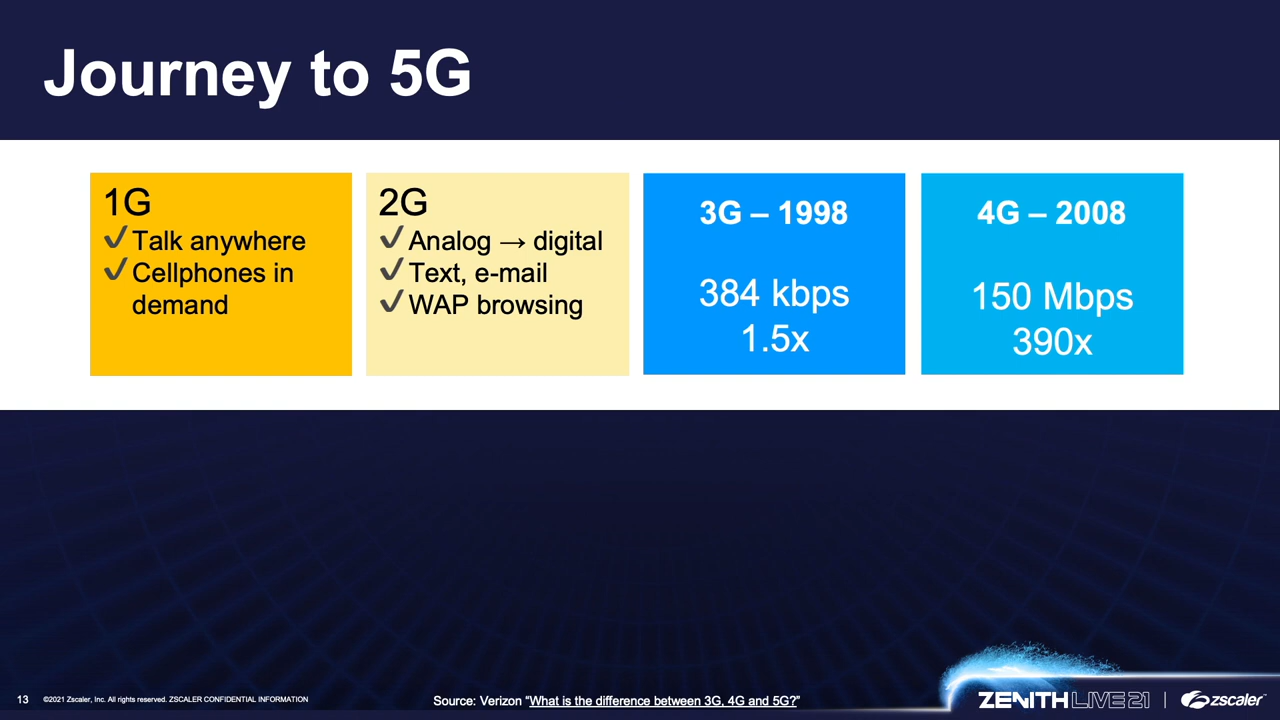 Journey to 5G
1G
✓Talk anywhere
✓Cellphones in
demand
2G
✓Analog → digital
✓Text, e-mail
✓WAP browsing
3G – 1998
384 kbps
1.5x
4G – 2008
150 Mbps
390x
13 ©2021 Zscaler, Inc. All rights reserved. ZSCALER CONFIDENTIAL INFORMATION
Source: Verizon “What is the difference between 3G, 4G and 5G?”
ZENITH LIVE 21 | zscaler™